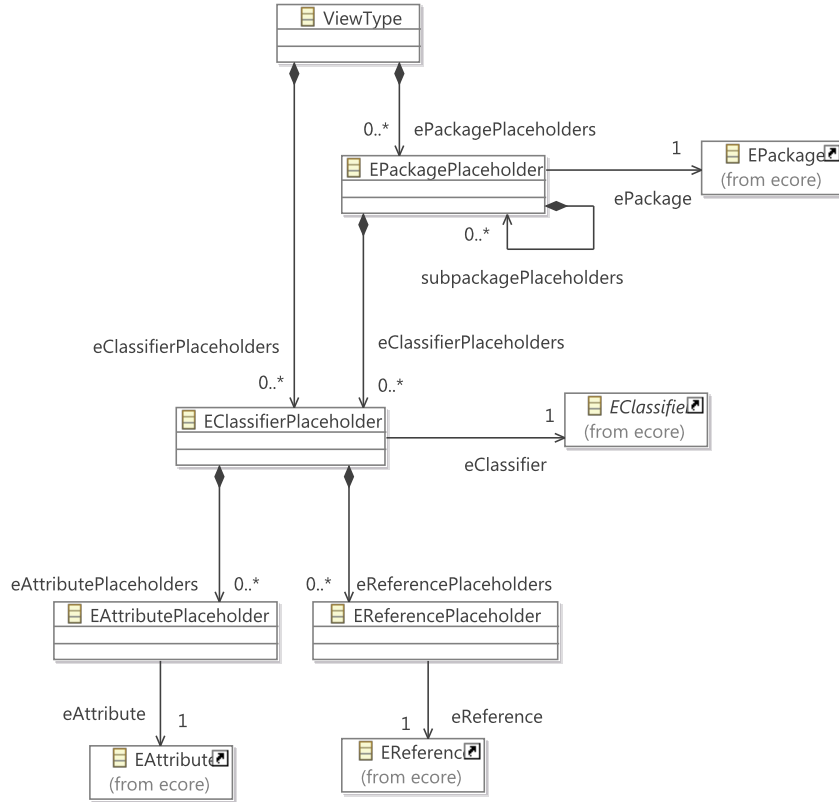 ViewType
0..*
ePackagePlaceholders
EPackagePlaceholder
1
EPackage
(from ecore)
ePackage
0..*
subpackagePlaceholders
eClassifierPlaceholders
eClassifierPlaceholders
0..*
0..*
EClassifierPlaceholder
1
EClassifie
(from ecore)
eClassifier
eAttributePlaceholders
0..*
0..*
eReferencePlaceholders
EAttributePlaceholder
EReferencePlaceholder
eAttribute
1
1
eReference
EAttribute
(from ecore)
EReferenc
(from ecore)